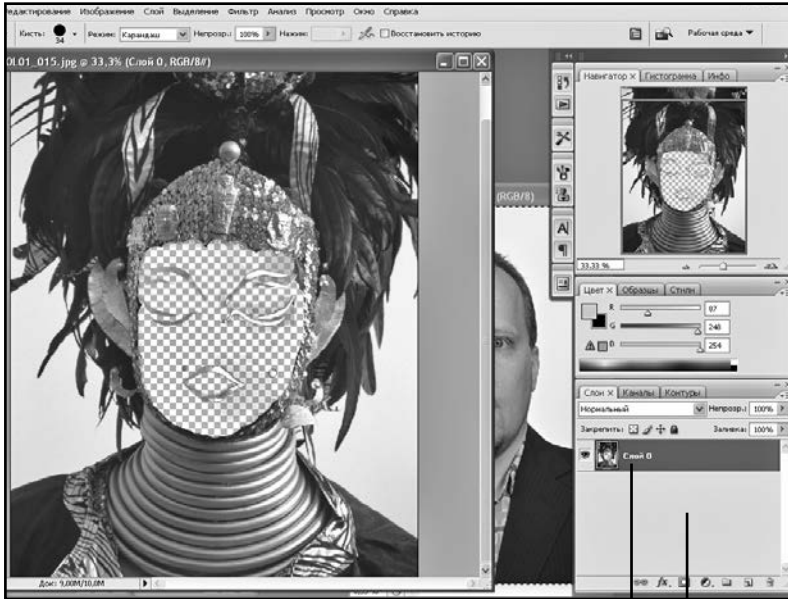 едактирование Изображение Слой Выделение Фильтр Анализ Просмотр Окно Справка
Кисть: 34 Режим: Карандаш Непрозр.: 100% Нажим: Восстановить историю Рабочая среда
01_015.jpg @ 33,3% (Слой 0, RGB/8#)
Навигатор x Гистограмма Инфо
(RGB/8)
33.33 %
Цвет x Образцы Стили
R 87
G 248
B 254
Слои x Каналы Контуры
Нормальный Непрозр.: 100%
Закрепить: Заливка: 100%
Слой 0
Док: 9,00M/10,0M